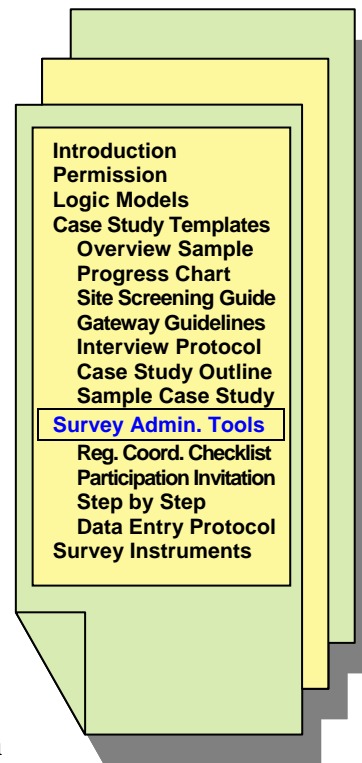 Introduction
Permission
Logic Models
Case Study Templates
Overview Sample
Progress Chart
Site Screening Guide
Gateway Guidelines
Interview Protocol
Case Study Outline
Sample Case Study
Survey Admin. Tools
Reg. Coord. Checklist
Participation Invitation
Step by Step
Data Entry Protocol
Survey Instruments